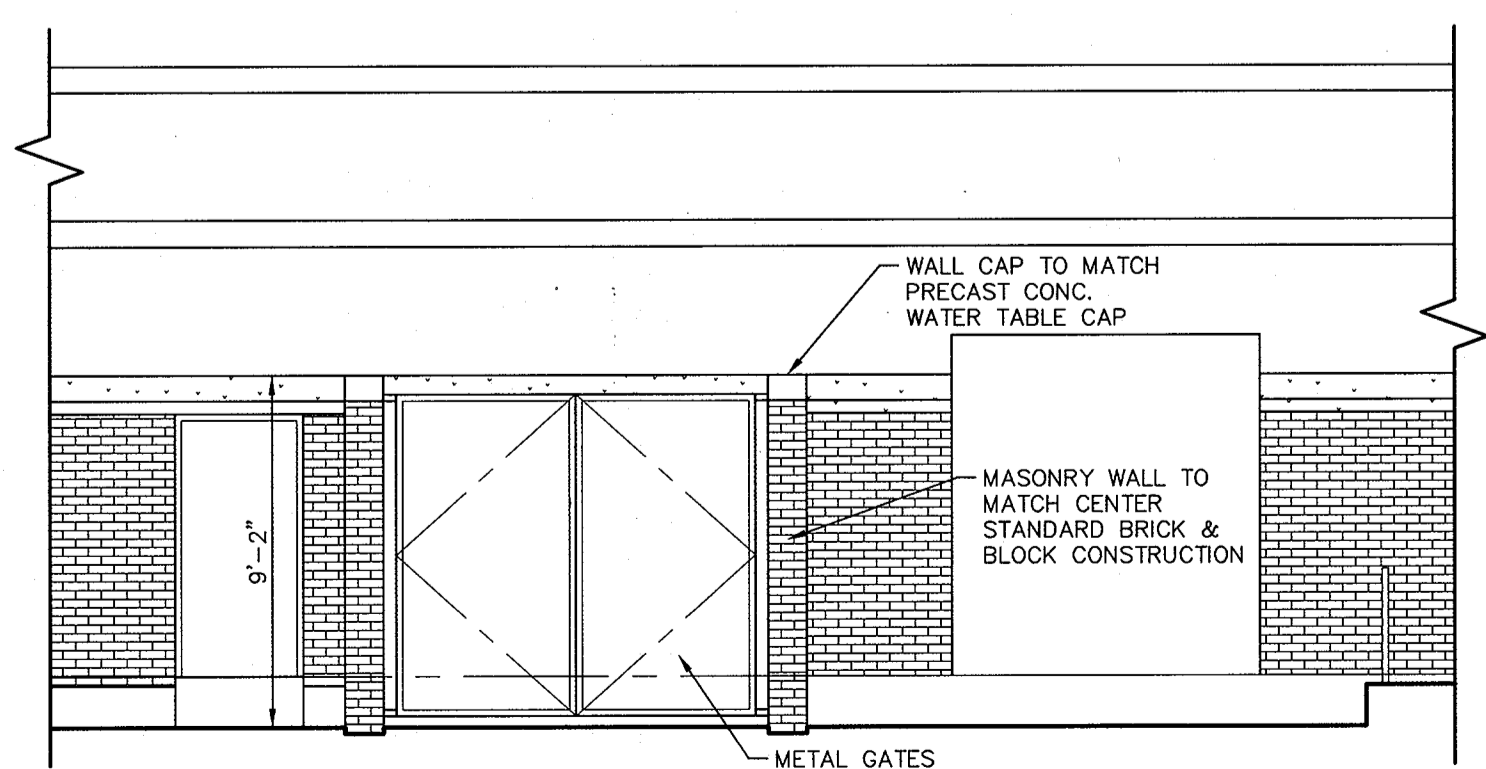 WALL CAP TO MATCH
PRECAST CONC.
WATER TABLE CAP
MASONRY WALL TO
MATCH CENTER
STANDARD BRICK &
BLOCK CONSTRUCTION
9'-2"
METAL GATES